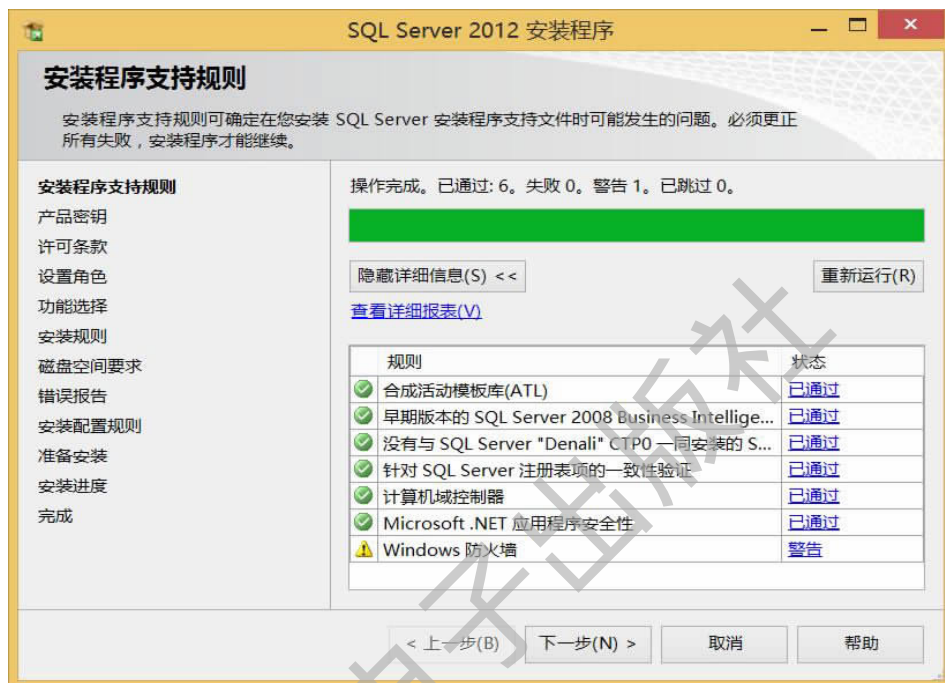 SQL Server 2012 安装程序
安装程序支持规则
安装程序支持规则可确定在您安装 SQL Server 安装程序支持文件时可能发生的问题。必须更正
所有失败，安装程序才能继续。
安装程序支持规则
产品密钥
许可条款
设置角色
功能选择
安装规则
磁盘空间要求
错误报告
安装配置规则
准备安装
安装进度
完成
操作完成。已通过: 6。失败 0。警告 1。已跳过 0。
隐藏详细信息(S) <<
重新运行(R)
查看详细报表(V)
规则 状态
合成活动模板库(ATL) 已通过
早期版本的 SQL Server 2008 Business Intellige... 已通过
没有与 SQL Server "Denali" CTP0 一同安装的 S... 已通过
针对 SQL Server 注册表项的一致性验证 已通过
计算机域控制器 已通过
Microsoft .NET 应用程序安全性 已通过
Windows 防火墙 警告
< 上一步(B) 下一步(N) > 取消 帮助
电子出版社